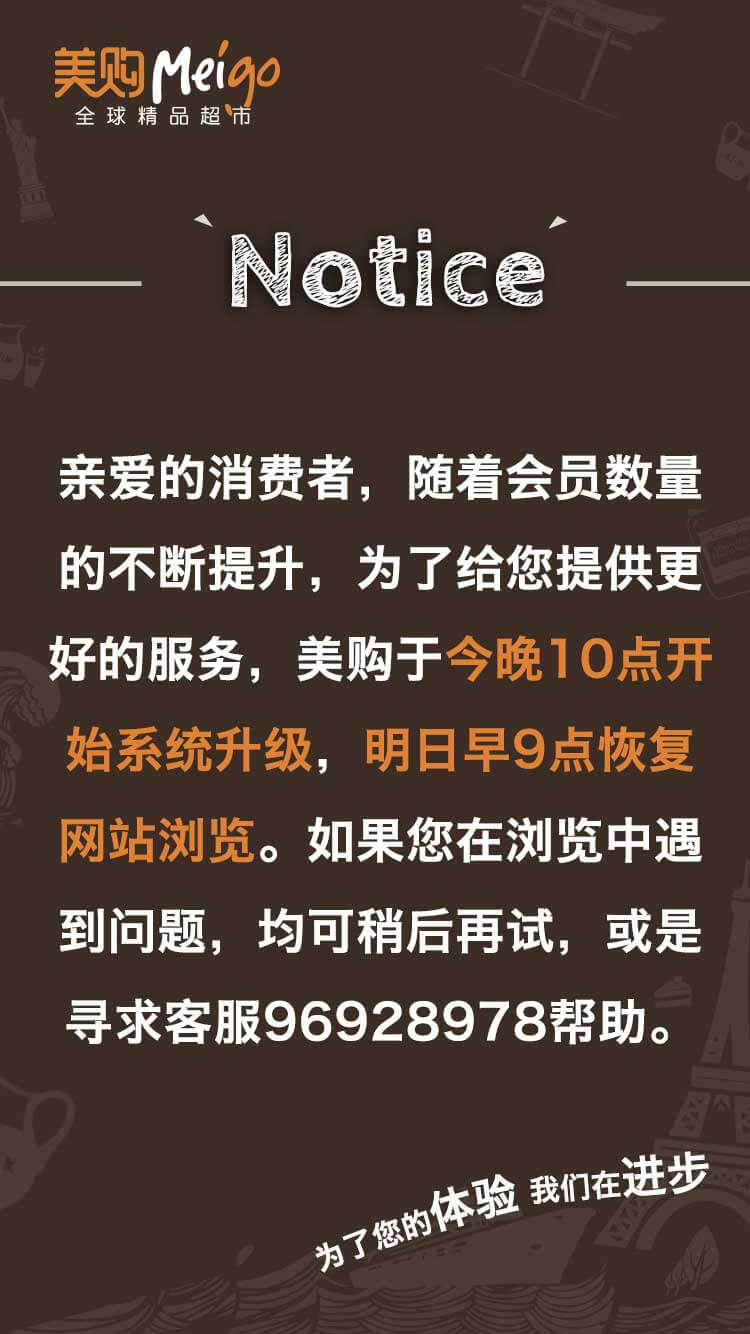 美购Meigo
全球精品超市
Notice
亲爱的消费者，随着会员数量
的不断提升，为了给您提供更
好的服务，美购于今晚10点开
始系统升级，明日早9点恢复
网站浏览。如果您在浏览中遇
到问题，均可稍后再试，或是
寻求客服96928978帮助。
为了您的体验 我们在进步